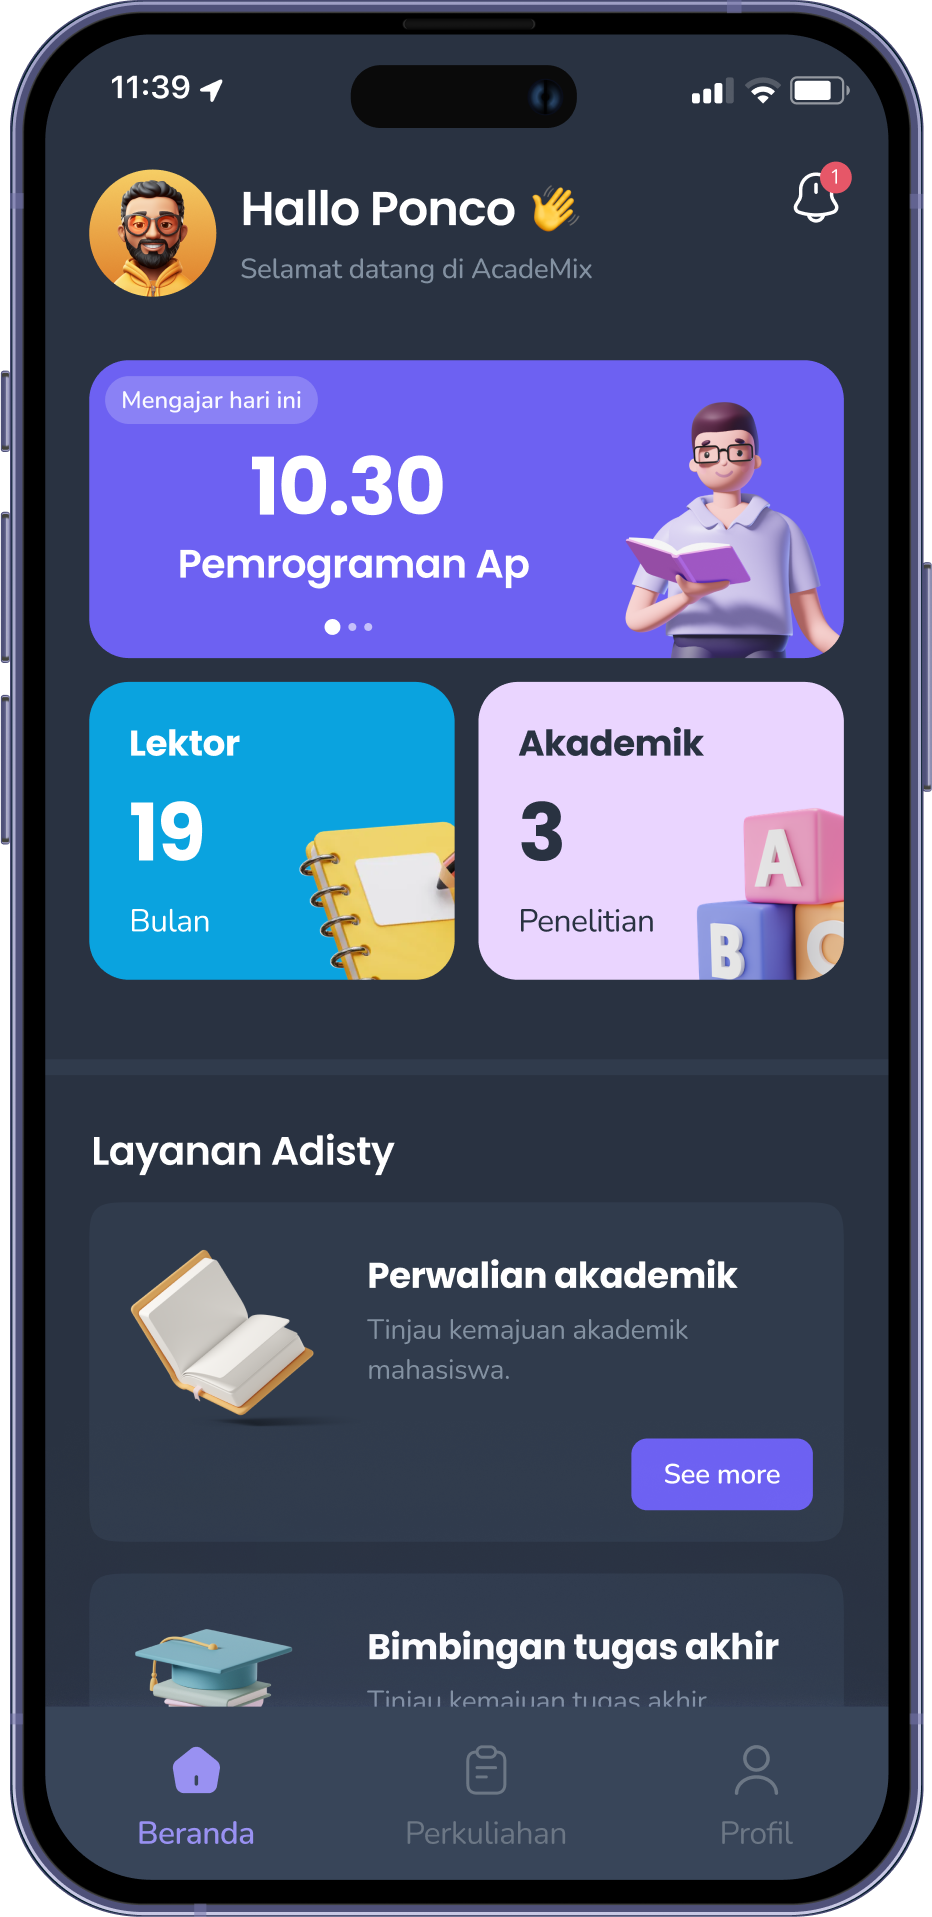 11:39
1
Hallo Ponco 👋
Selamat datang di AcadeMix
Mengajar hari ini
10.30
Pemrograman Ap
Lektor
19
Bulan
Akademik
3
Penelitian
A
B
C
Layanan Adisty
Perwalian akademik
Tinjau kemajuan akademik
mahasiswa.
See more
Bimbingan tugas akhir
Tinjau kemajuan tugas akhir
Beranda
Perkuliahan
Profil